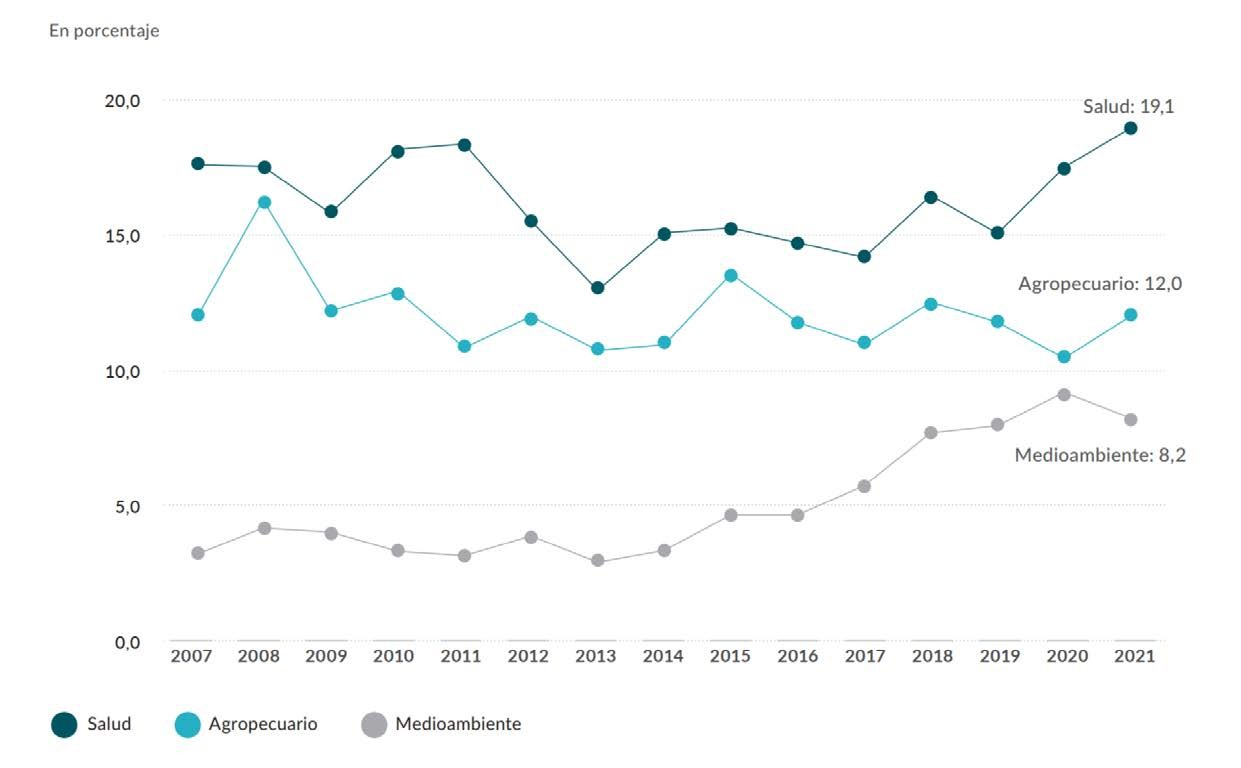 En porcentaje
20,0
Salud: 19,1
15,0
Agropecuario: 12,0
10,0
Medioambiente: 8,2
5,0
0,0
2007 2008 2009 2010 2011 2012 2013 2014 2015 2016 2017 2018 2019 2020 2021
Salud Agropecuario Medioambiente